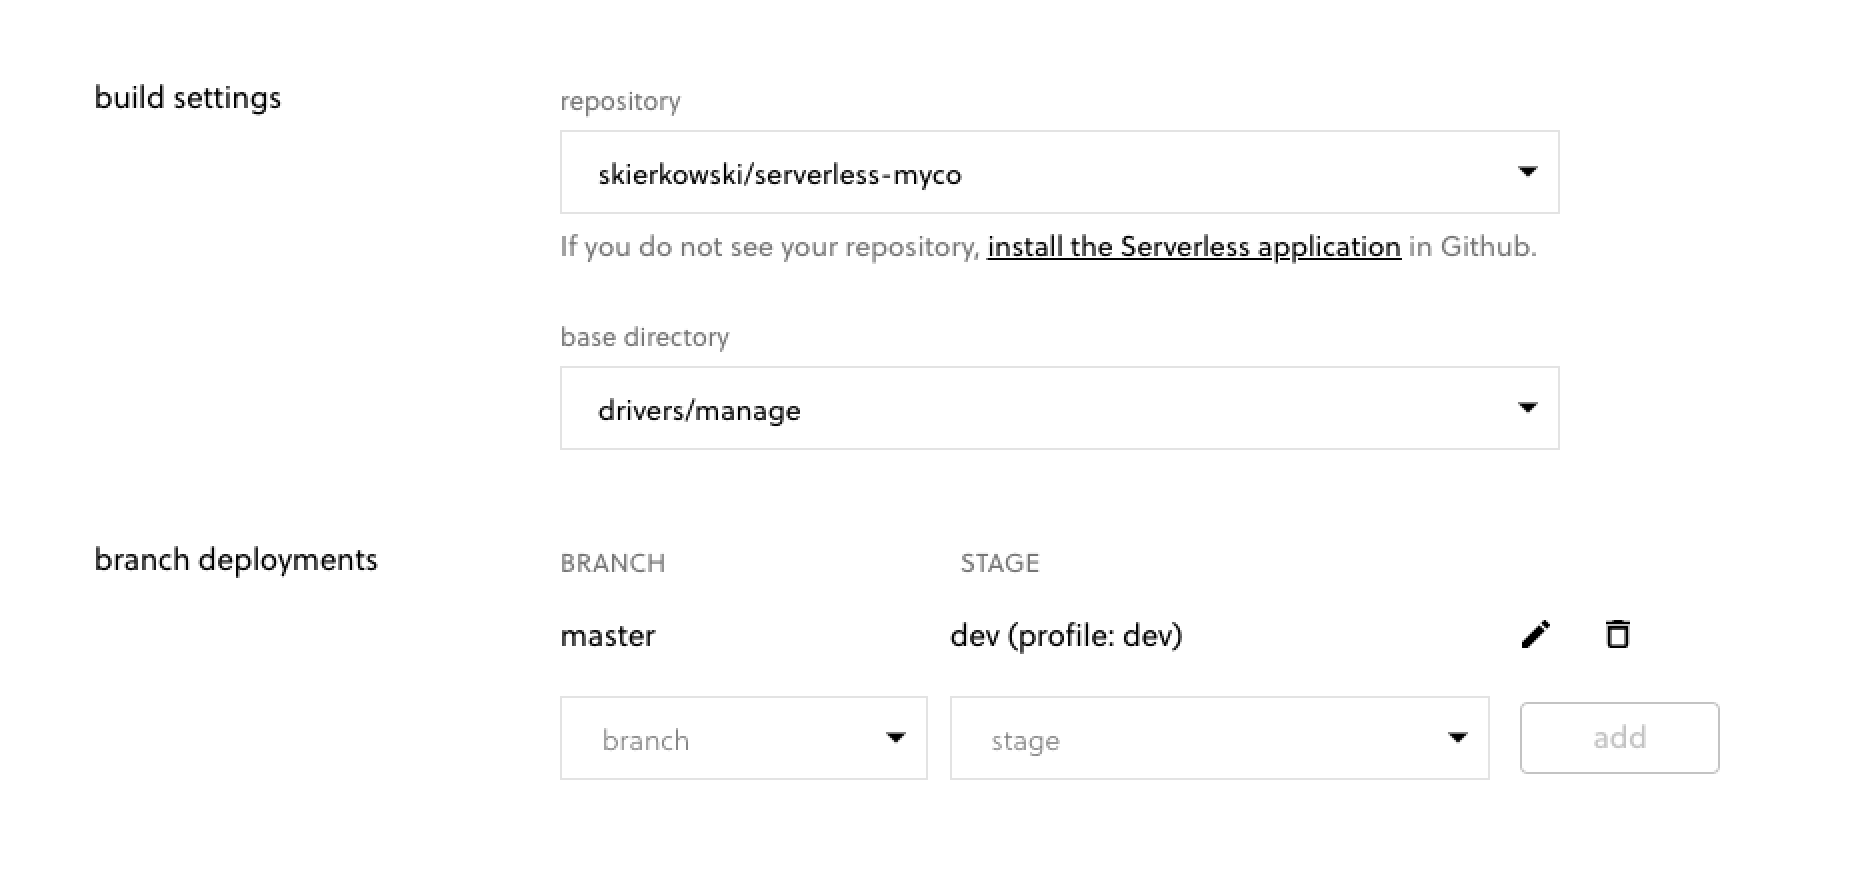 build settings
repository
skierkowski/serverless-myco
If you do not see your repository, install the Serverless application in Github.
base directory
drivers/manage
branch deployments
BRANCH STAGE
master dev (profile: dev)
branch stage add